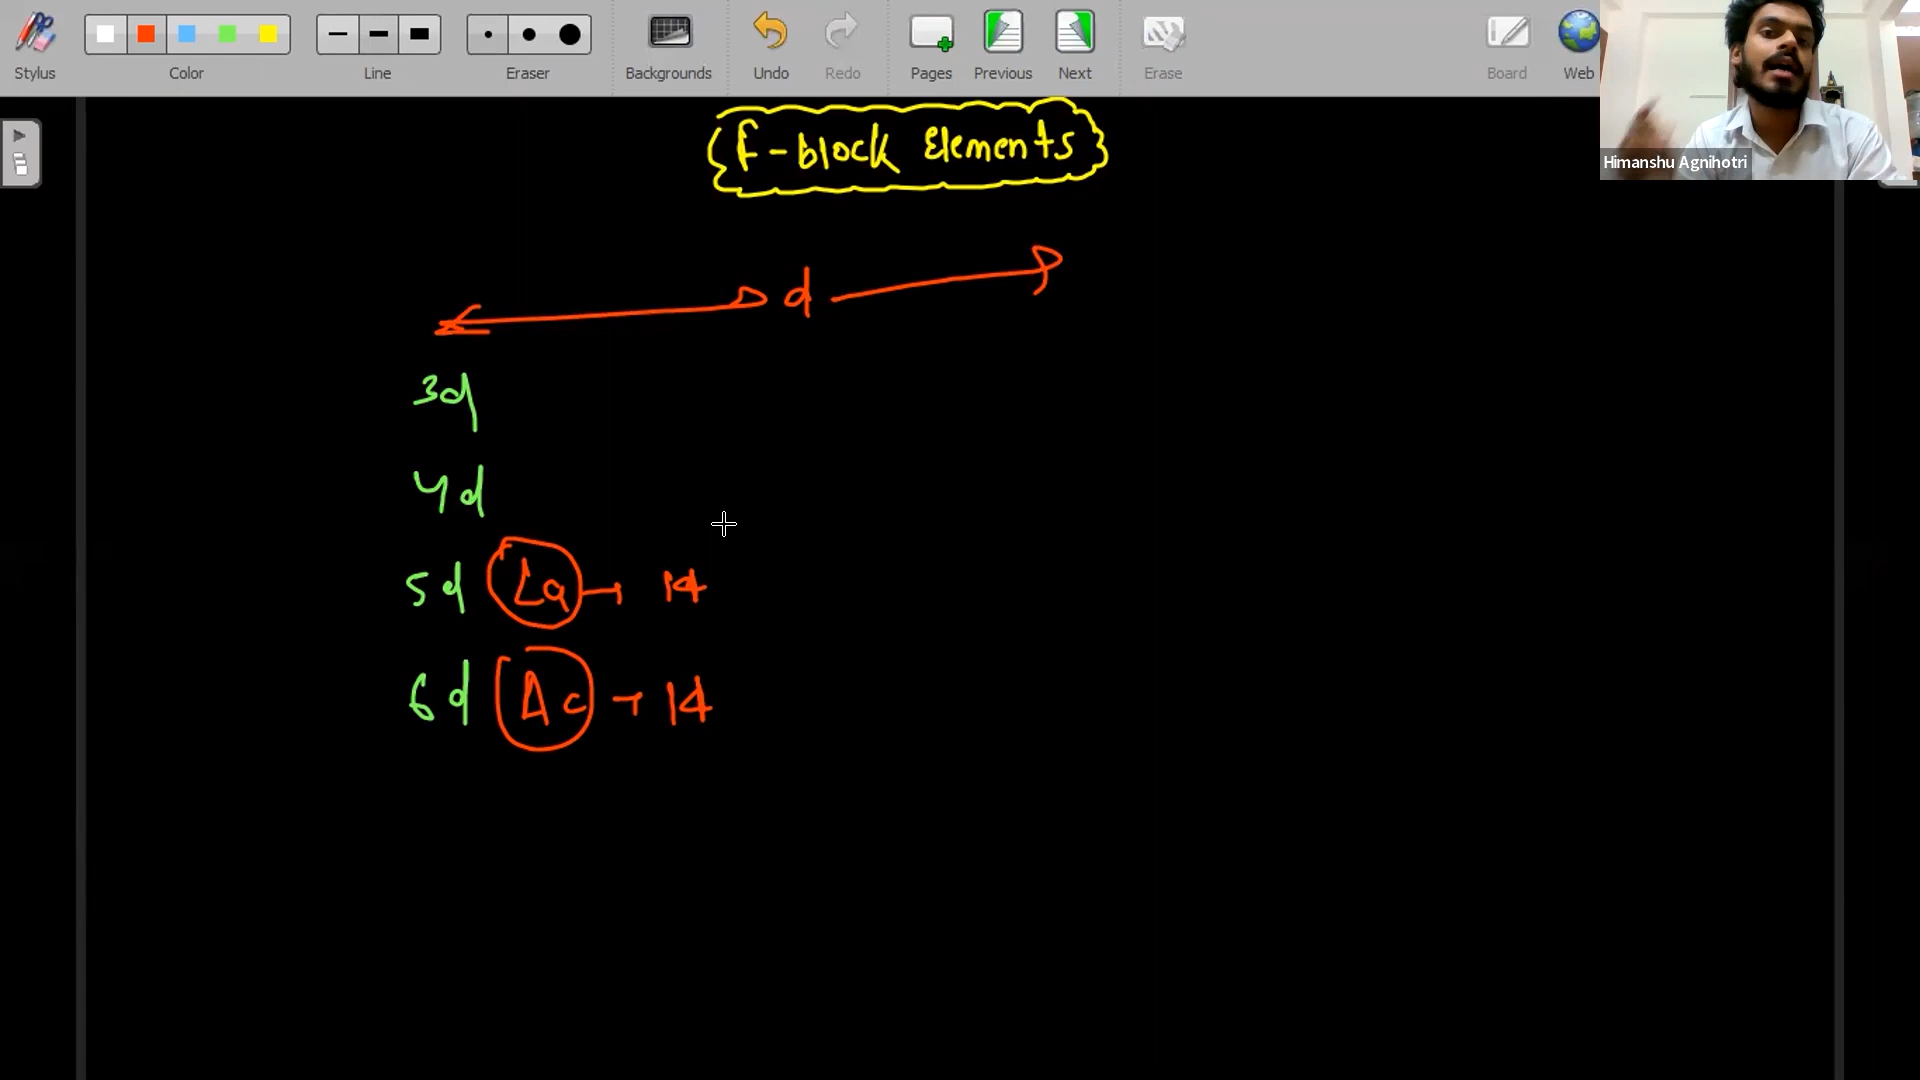 Stylus
Color
Line
Eraser
Backgrounds
Undo
Redo
Pages
Previous
Next
Erase
Board
Web
Himanshu Agnihotri
f-block Elements
d
3d
4d
5d La → 14
6d Ac → 14